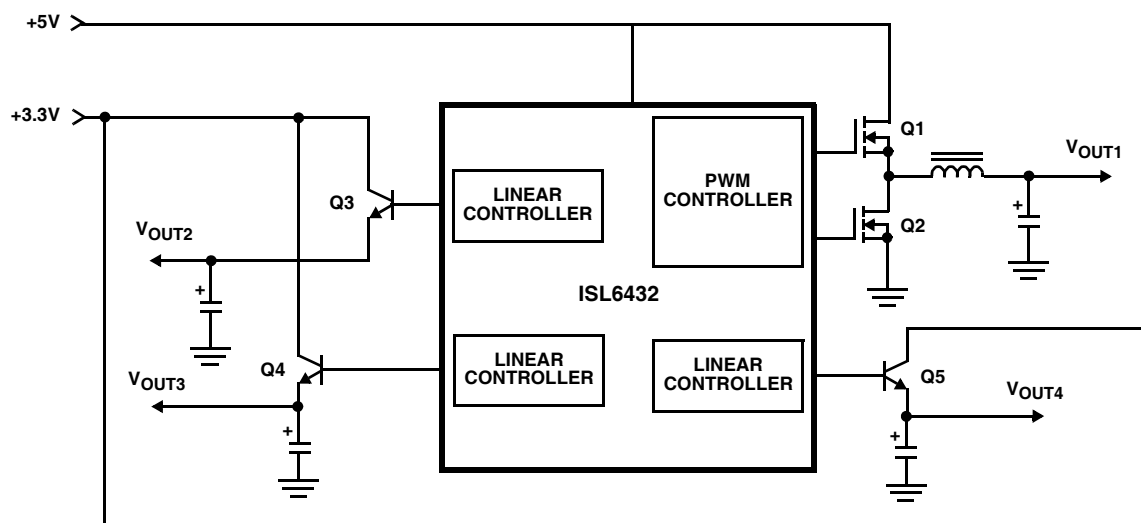 +5V
+3.3V
Q1
VOUT1
PWM
CONTROLLER
LINEAR
CONTROLLER
Q3
+
Q2
VOUT2
+
ISL6432
Q4
LINEAR
CONTROLLER
LINEAR
CONTROLLER
Q5
VOUT3
VOUT4
+
+